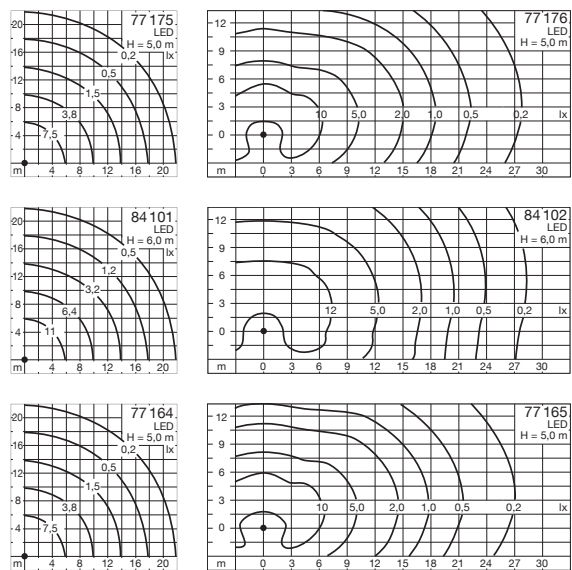 77 175
LED
H = 5,0 m
lx
20
16
12
8
4
0,2
0,5
1,5
3,8
7,5
m 4 8 12 16 20
77 176
LED
H = 5,0 m
12
9
6
3
0
10 5,0 2,0 1,0 0,5 0,2 lx
m 0 3 6 9 12 15 18 21 24 27 30
84 101
LED
H = 6,0 m
lx
20
16
12
8
4
0,5
1,2
3,2
6,4
11
m 4 8 12 16 20
84 102
LED
H = 6,0 m
12
9
6
3
0
12 5,0 2,0 1,0 0,5 0,2 lx
m 0 3 6 9 12 15 18 21 24 27 30
77 164
LED
H = 5,0 m
lx
20
16
12
8
4
0,2
0,5
1,5
3,8
7,5
m 4 8 12 16 20
77 165
LED
H = 5,0 m
12
9
6
3
0
10 5,0 2,0 1,0 0,5 0,2 lx
m 0 3 6 9 12 15 18 21 24 27 30